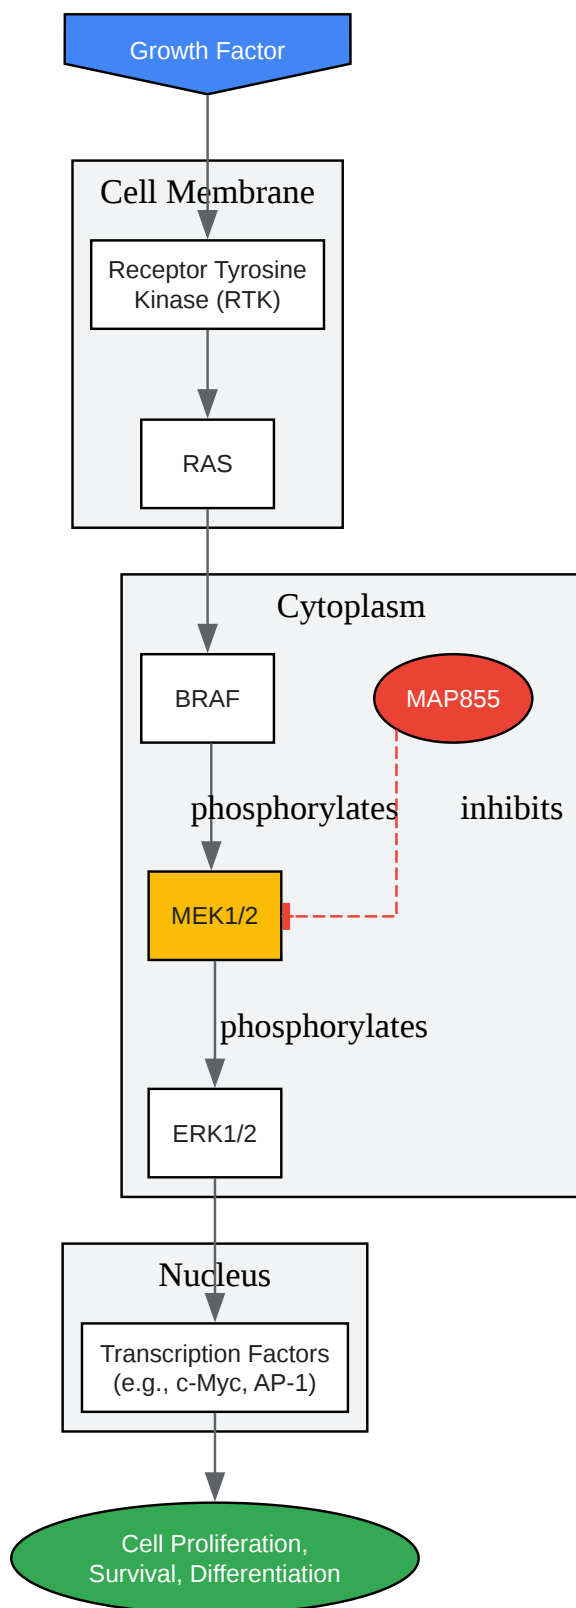 Growth Factor
Cell Membrane
Receptor Tyrosine
Kinase (RTK)
RAS
Cytoplasm
BRAF
MAP855
phosphorylates
inhibits
MEK1/2
phosphorylates
ERK1/2
Nucleus
Transcription Factors
(e.g., c-Myc, AP-1)
Cell Proliferation,
Survival, Differentiation